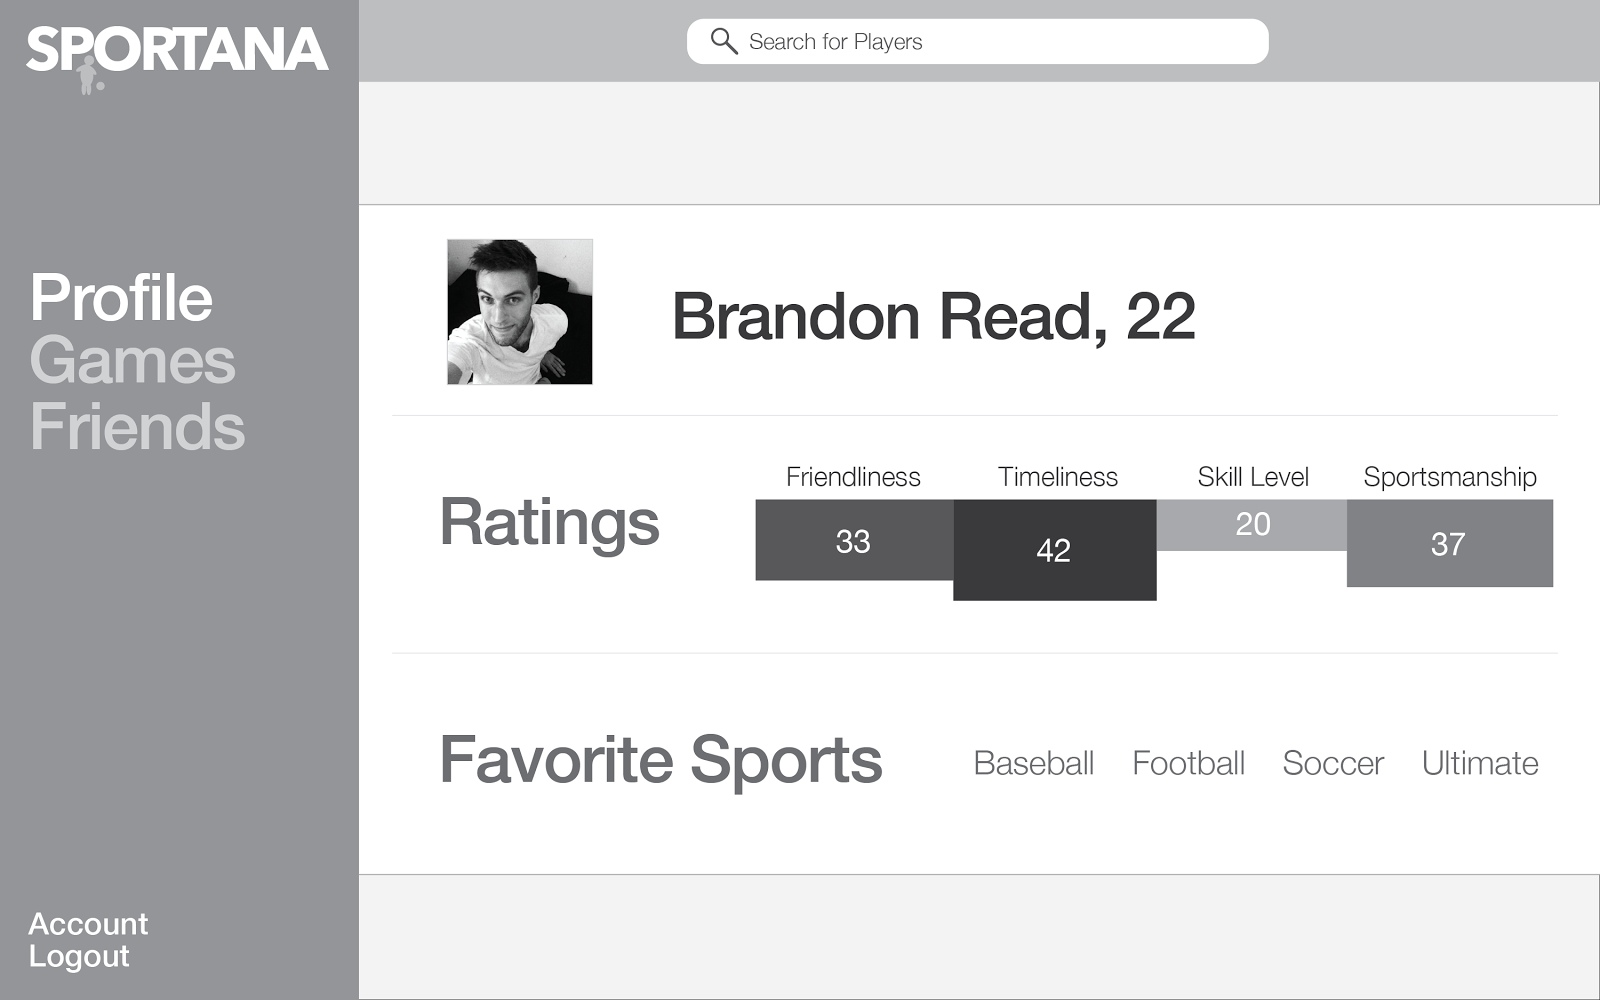 SPORTANA
Search for Players
Profile
Games
Friends
Account
Logout
Brandon Read, 22
Ratings
Friendliness Timeliness Skill Level Sportsmanship
33 42 20 37
Favorite Sports
Baseball Football Soccer Ultimate